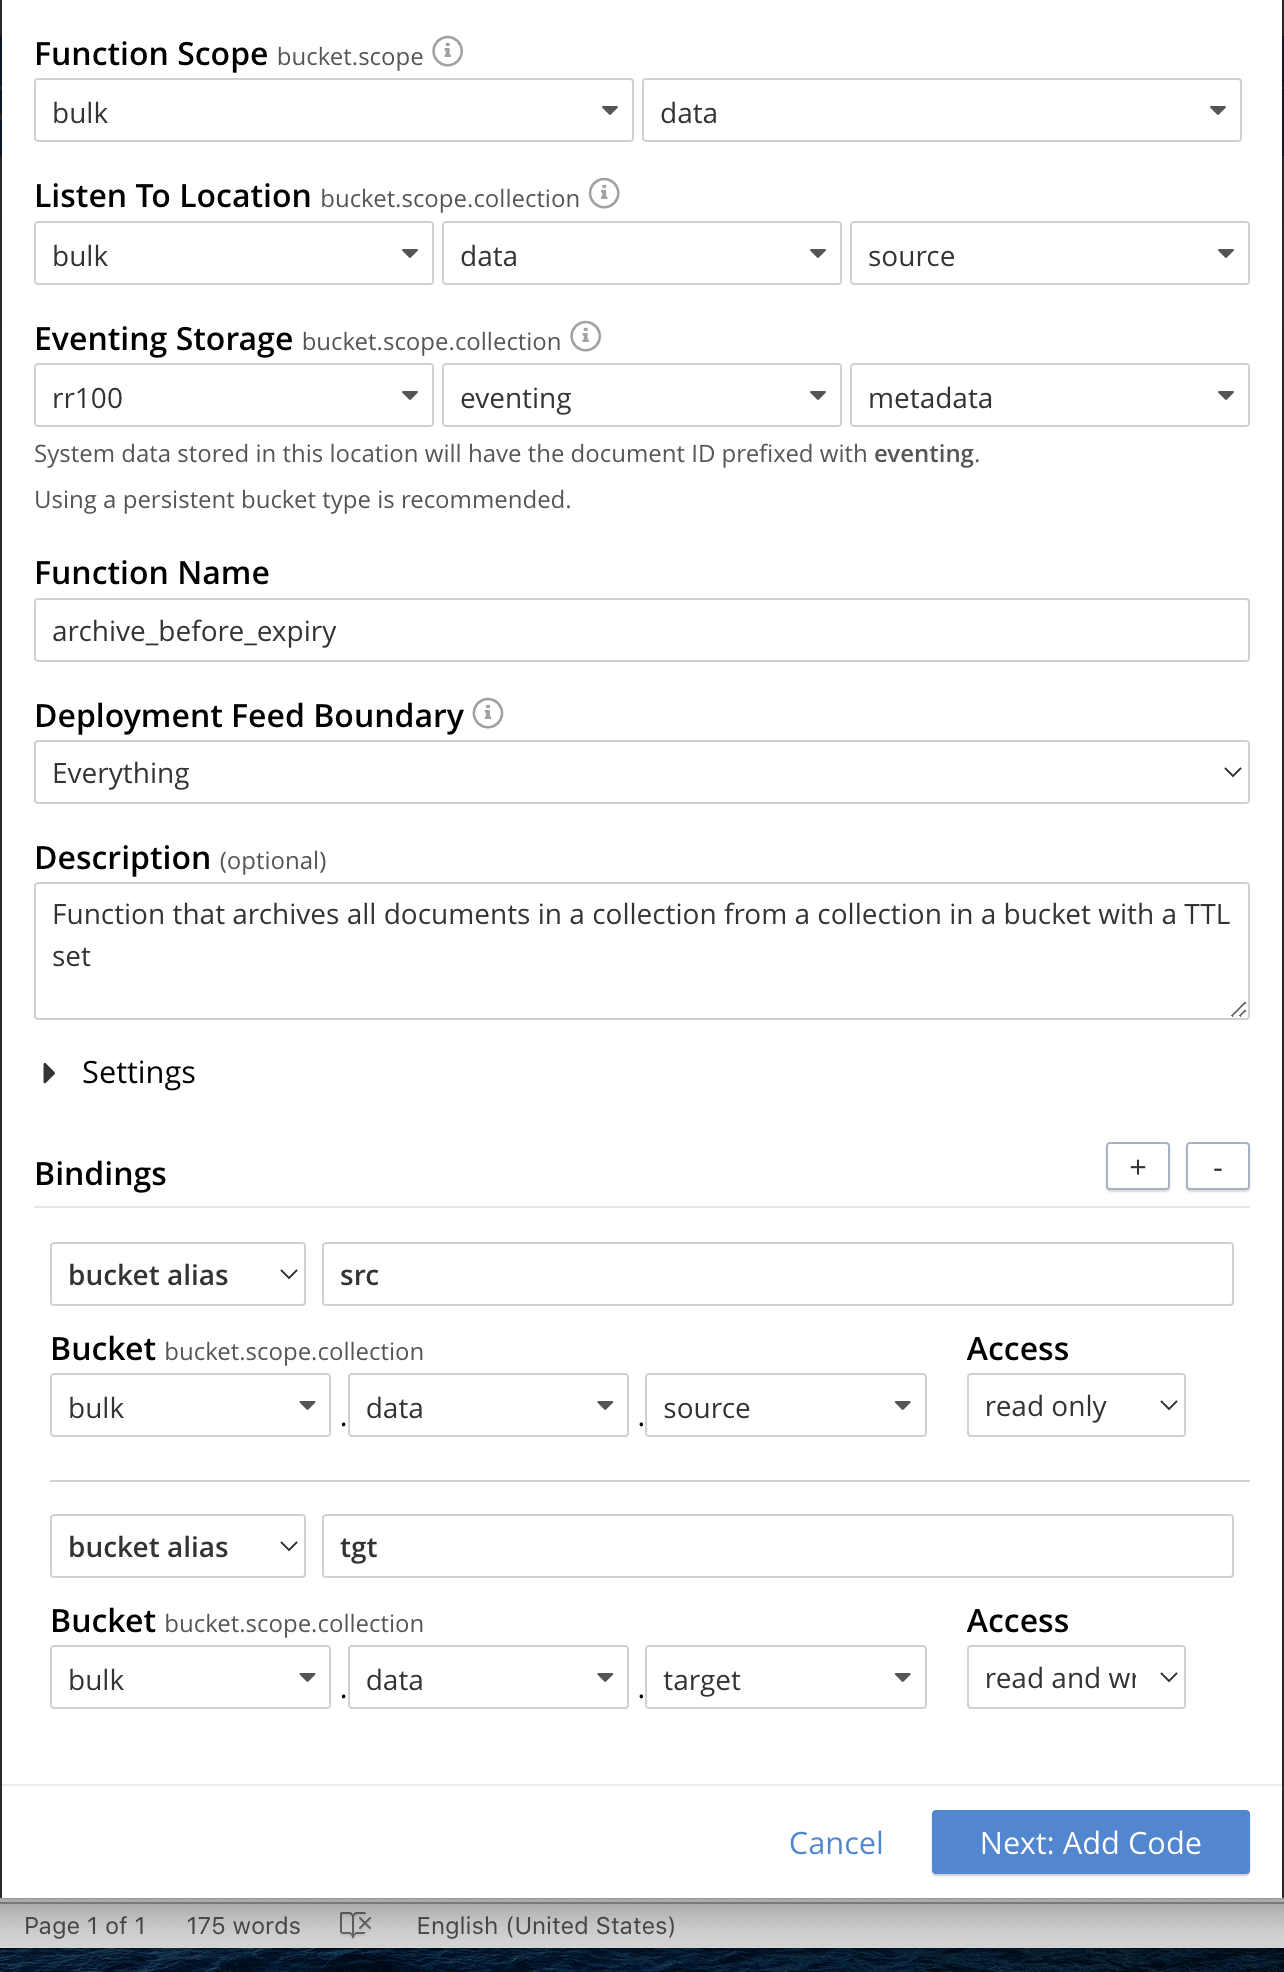 Function Scope bucket.scope
bulk data
Listen To Location bucket.scope.collection
bulk data source
Eventing Storage bucket.scope.collection
rr100 eventing metadata
System data stored in this location will have the document ID prefixed with eventing.
Using a persistent bucket type is recommended.
Function Name
archive_before_expiry
Deployment Feed Boundary
Everything
Description (optional)
Function that archives all documents in a collection from a collection in a bucket with a TTL
set
Settings
Bindings + -
bucket alias src
Bucket bucket.scope.collection Access
bulk . data . source read only
bucket alias tgt
Bucket bucket.scope.collection Access
bulk . data . target read and wr
Cancel Next: Add Code
Page 1 of 1 175 words English (United States)